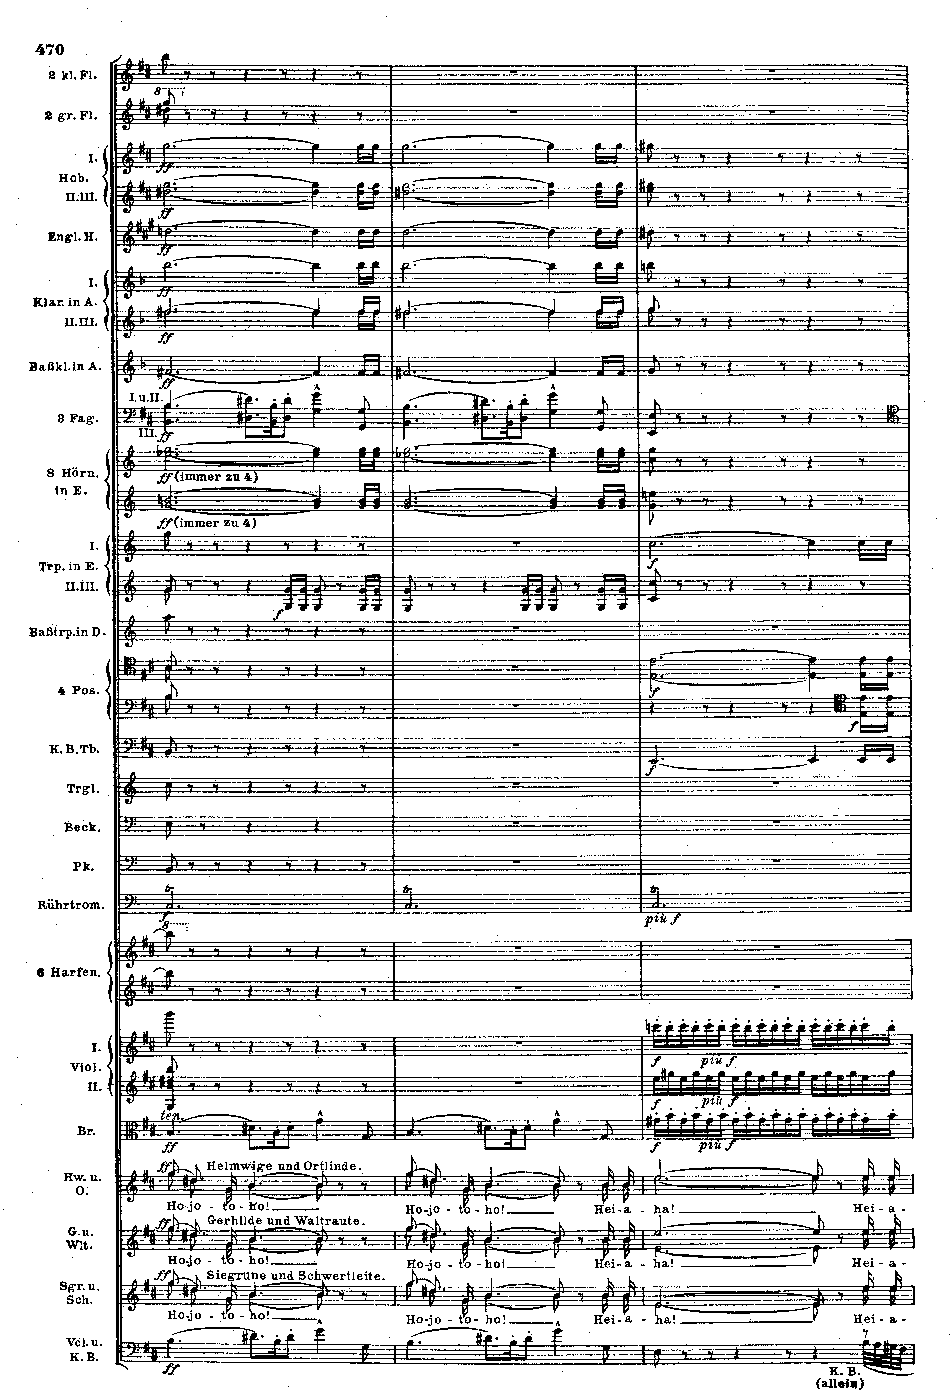 470
2 kl. Fl.
8
2 gr. Fl.
I.
ff
Hob.
II.III.
ff
Engl. H.
ff
I.
ff
Klar. in A.
II.III.
ff
Baßkl. in A.
ff
I.u.II.
3 Fag.
III. ff
8 Hörn.
in E.
ff (immer zu 4)
ff (immer zu 4)
I.
f
Trp. in E.
II.III.
f
Baßtrp. in D.
4 Pos.
f
f
K.B.Tb.
f
Trgl.
Beck.
Pk.
tr tr tr
Rührtrom.
f più f
8
6 Harfen.
I.
f più f
Viol.
II.
f più f
ten.
Br.
ff f più f
ff Helmwige und Ortlinde.
Hw. u.
O.
Ho-jo - to - ho! Ho-jo - to - ho! Hei - a - ha! Hei - a -
ff Gerhilde und Waltraute.
G. u.
Wlt.
Ho-jo - to - ho! Ho-jo - to - ho! Hei - a - ha! Hei - a -
ff Siegrune und Schwertleite.
Sgr. u.
Sch.
Ho-jo - to - ho! Ho-jo - to - ho! Hei - a - ha! Hei - a -
Vcl. u.
K. B.
ff
K. B.
(allein)